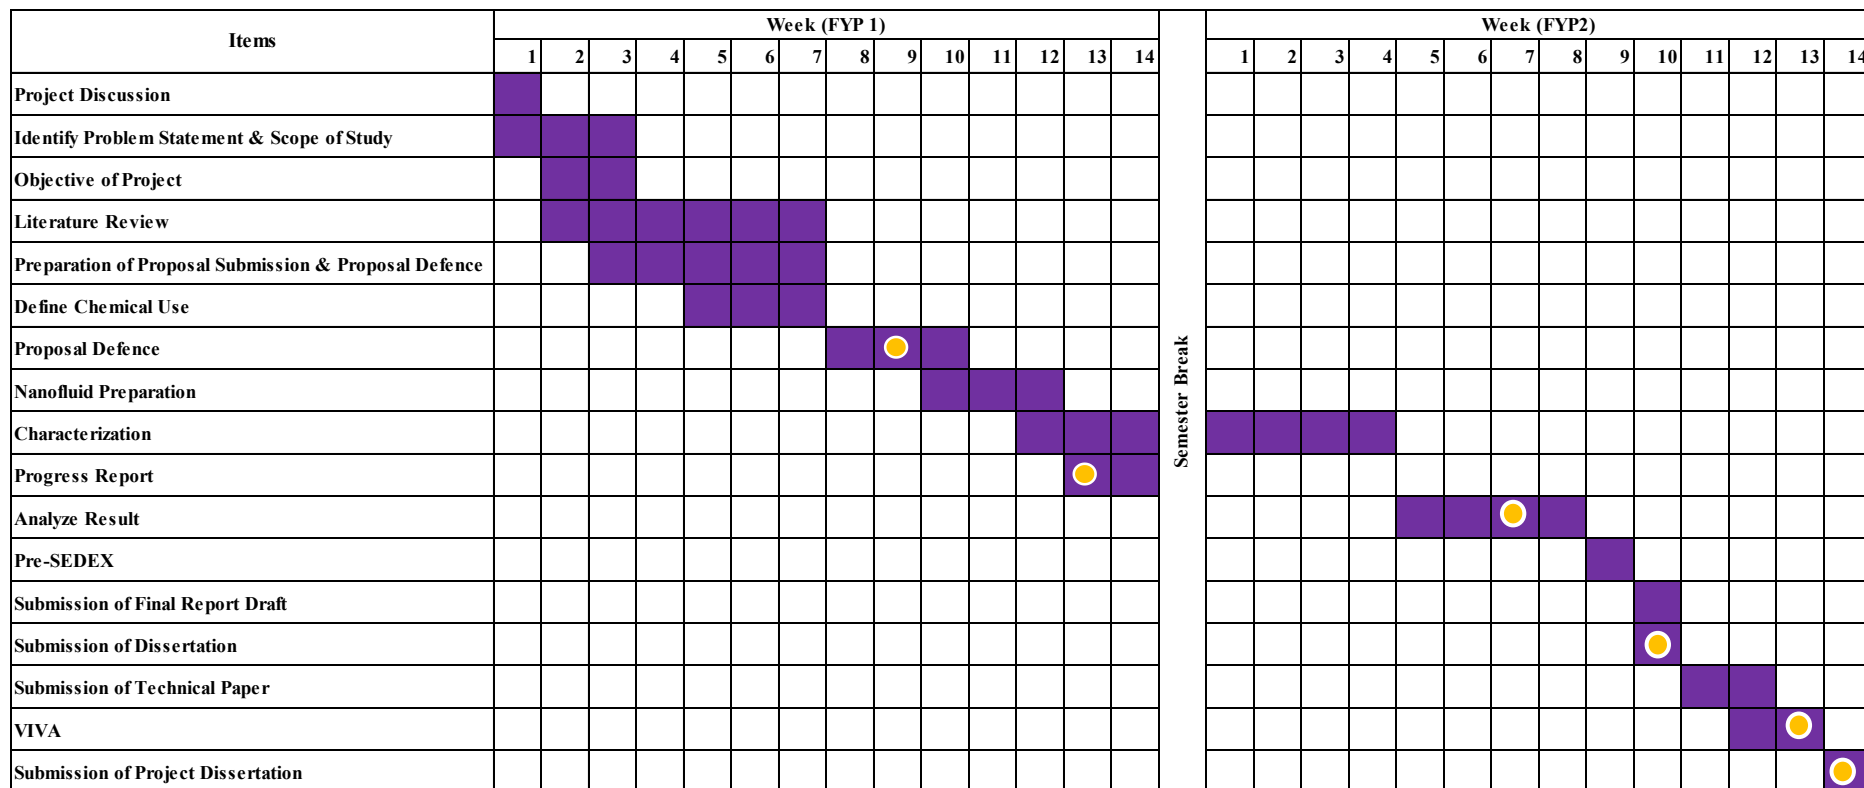 Items
Week (FYP 1)
Week (FYP2)
1 2 3 4 5 6 7 8 9 10 11 12 13 14
1 2 3 4 5 6 7 8 9 10 11 12 13 14
Project Discussion
Identify Problem Statement & Scope of Study
Objective of Project
Literature Review
Preparation of Proposal Submission & Proposal Defence
Define Chemical Use
Proposal Defence
Nanofluid Preparation
Characterization
Progress Report
Analyze Result
Pre-SEDEX
Submission of Final Report Draft
Submission of Dissertation
Submission of Technical Paper
VIVA
Submission of Project Dissertation
Semester Break